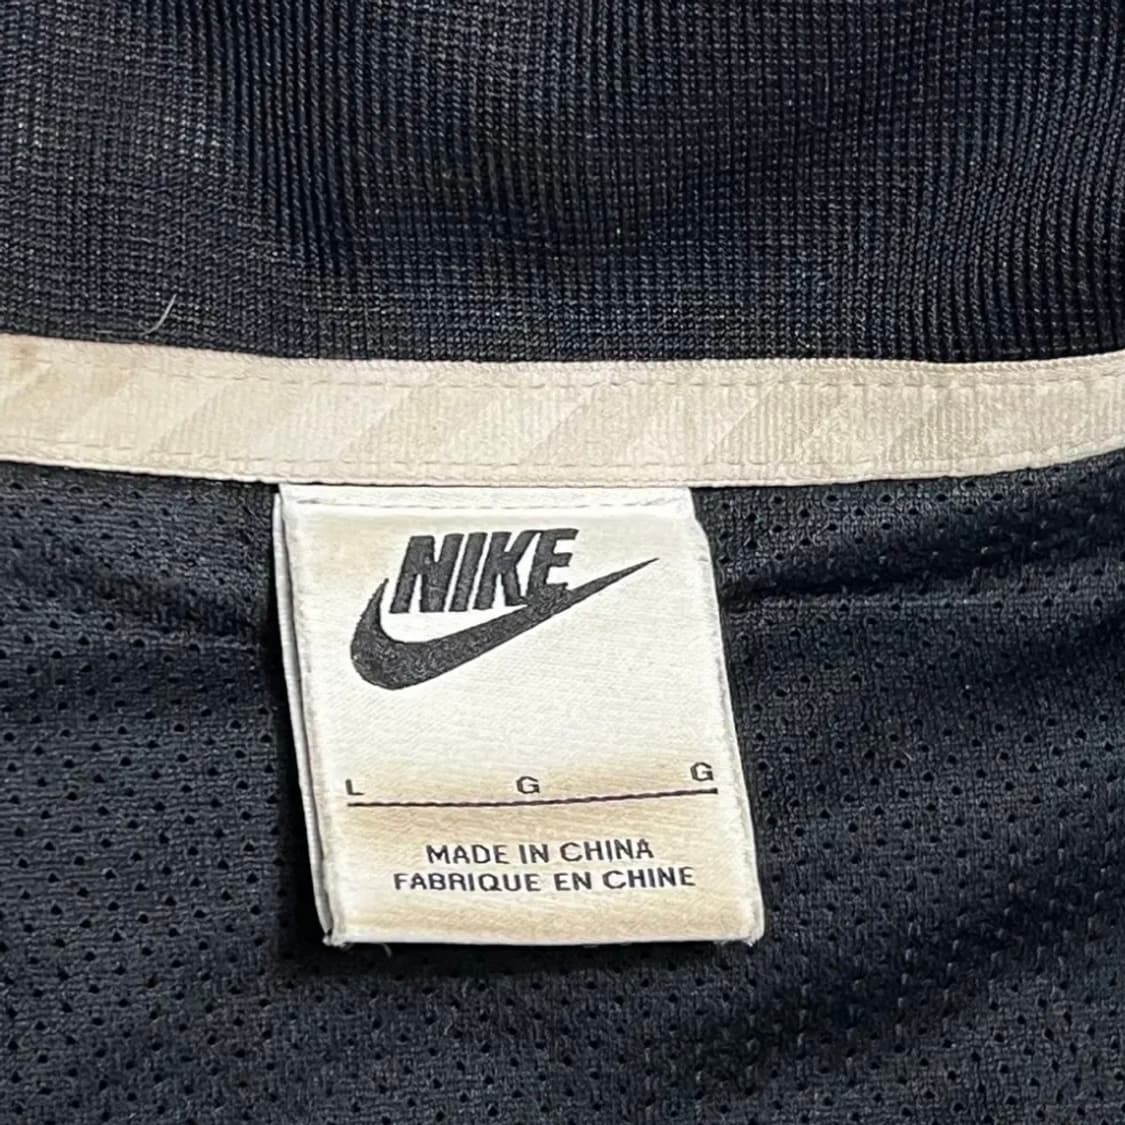 NIKE
L G G
MADE IN CHINA
FABRIQUE EN CHINE